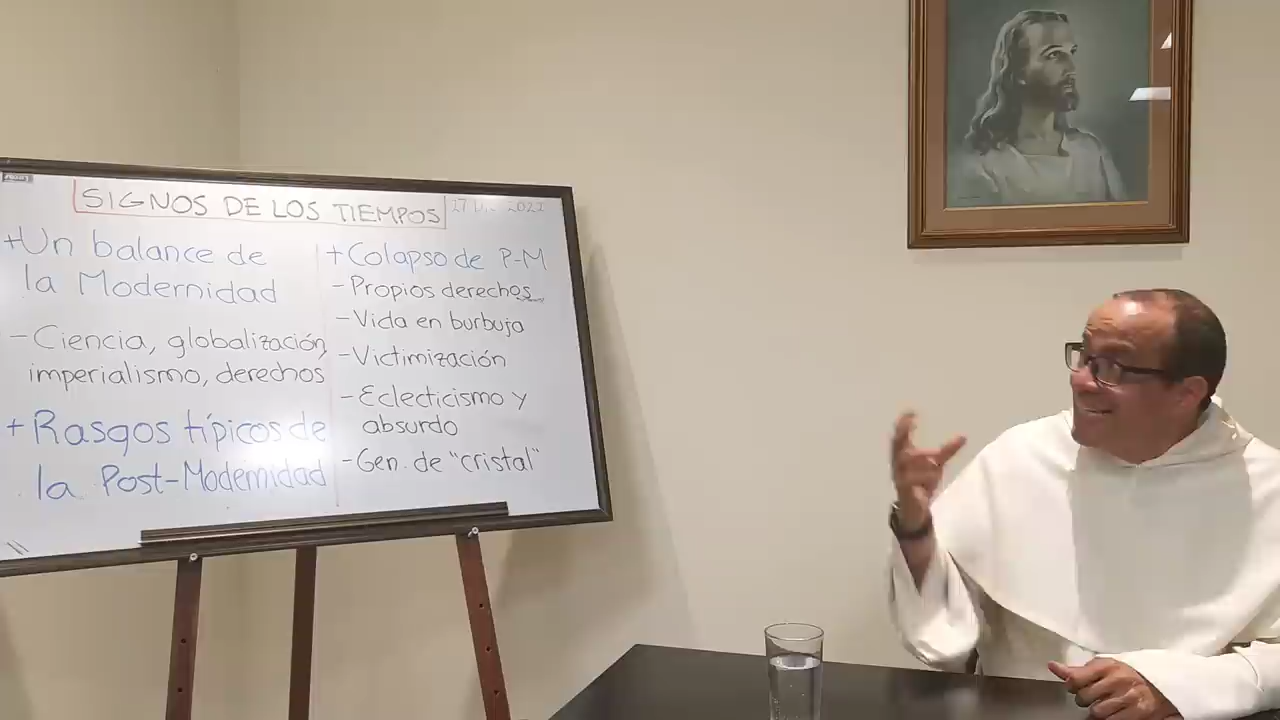 SIGNOS DE LOS TIEMPOS
+Un balance de
la Modernidad
- Ciencia, globalización,
imperialismo, derechos
+ Rasgos típicos de
la Post-Modernidad
+Colapso de P-M
- Propios derechos
- Vida en burbuja
- Victimización
- Eclecticismo y
absurdo
- Gen. de "cristal"